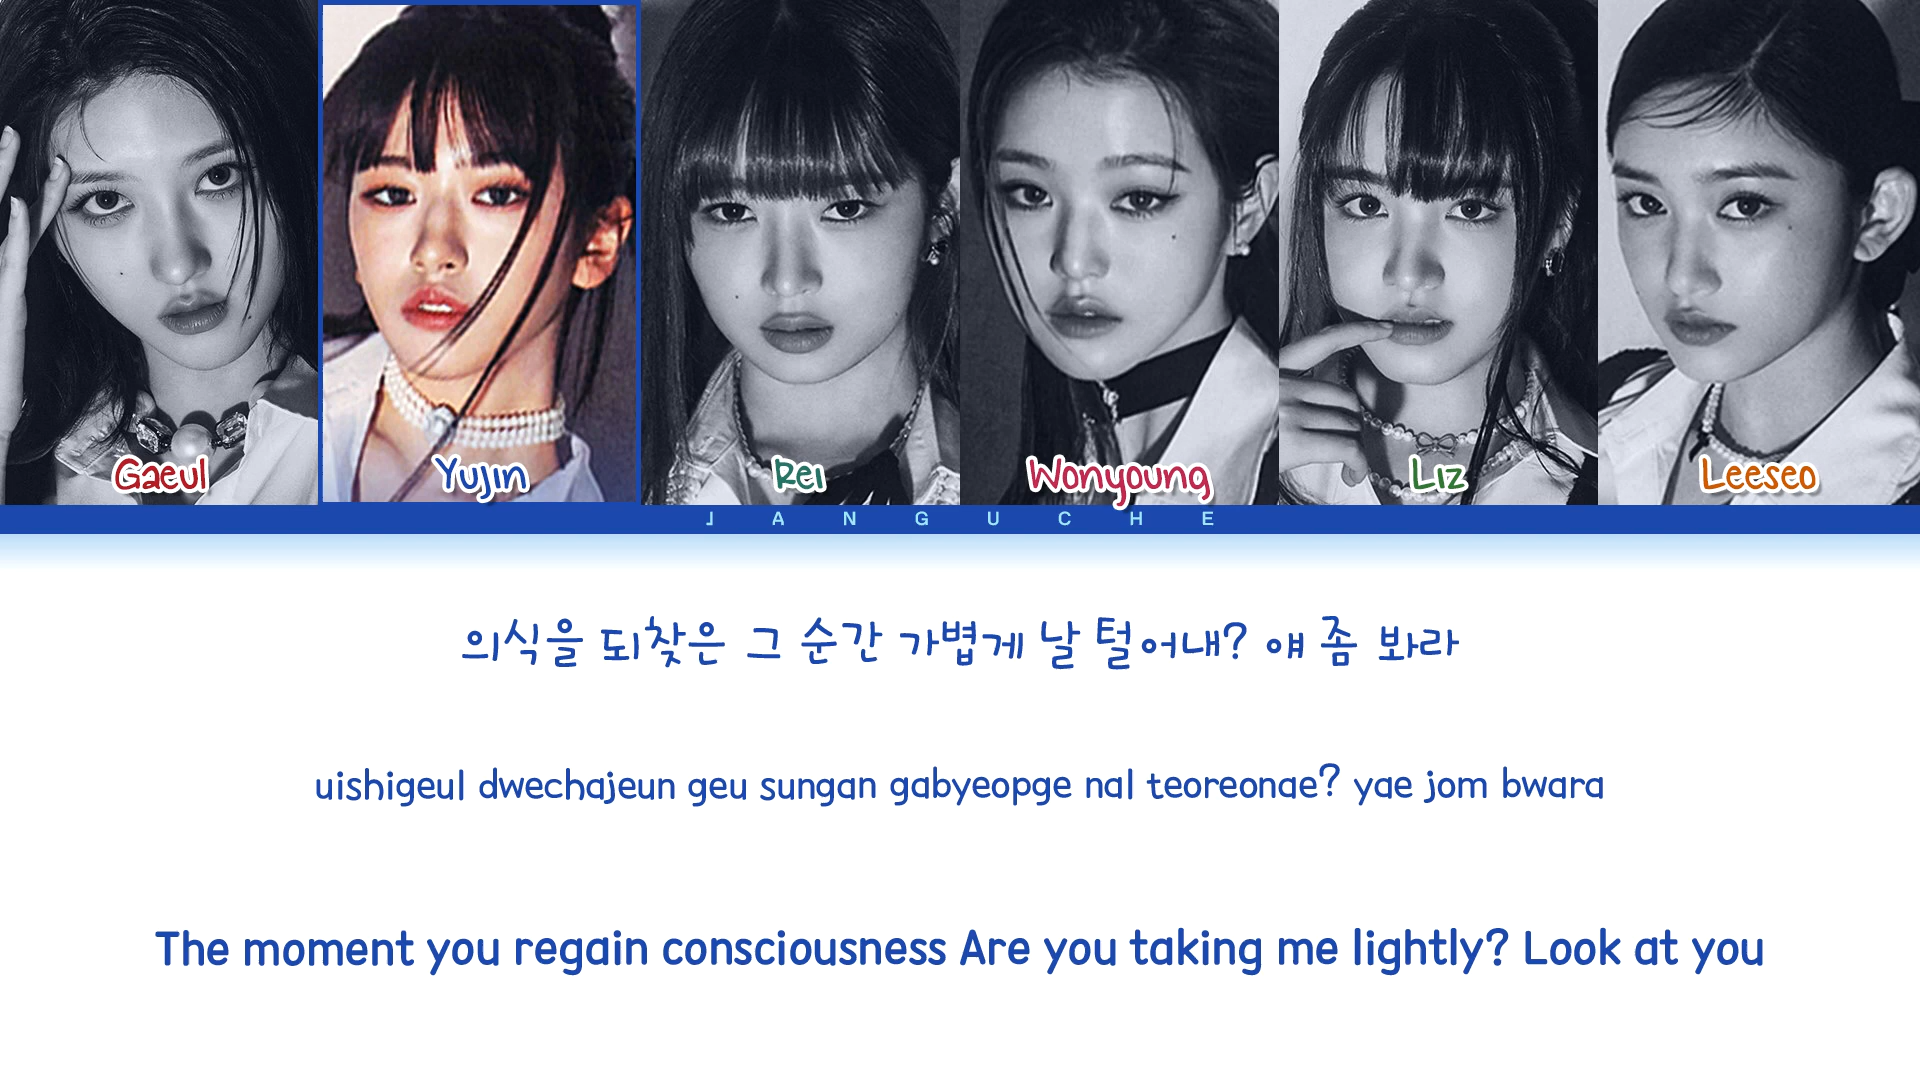 Gaeul Yujin Rei Wonyoung Liz Leeseo
JANGUCHE
의식을 되찾은 그 순간 가볍게 날 털어내? 얘 좀 봐라
uishigeul dwechajeun geu sungan gabyeopge nal teoreonae? yae jom bwara
The moment you regain consciousness Are you taking me lightly? Look at you